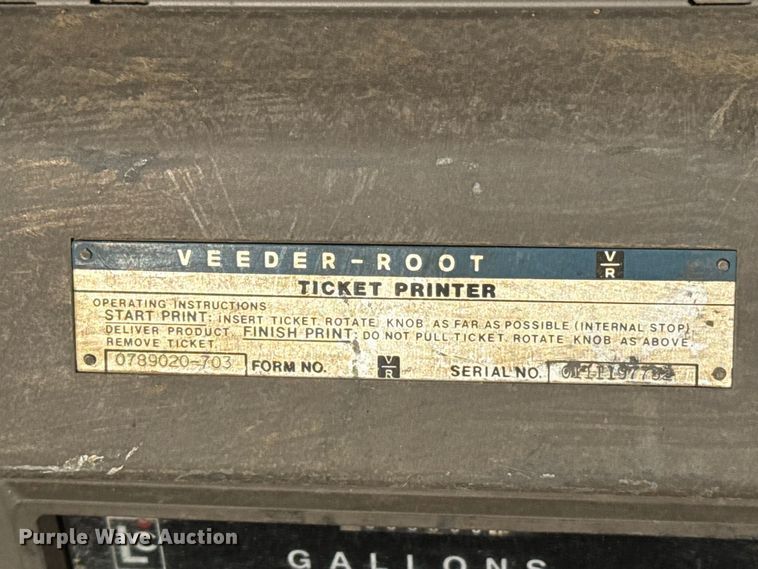 VEEDER-ROOT V/R
TICKET PRINTER
OPERATING INSTRUCTIONS
START PRINT: INSERT TICKET. ROTATE KNOB AS FAR AS POSSIBLE (INTERNAL STOP).
DELIVER PRODUCT. FINISH PRINT: DO NOT PULL TICKET. ROTATE KNOB AS ABOVE.
REMOVE TICKET.
0789020-703 FORM NO. V/R SERIAL NO.
LC
GALLONS
Purple Wave Auction